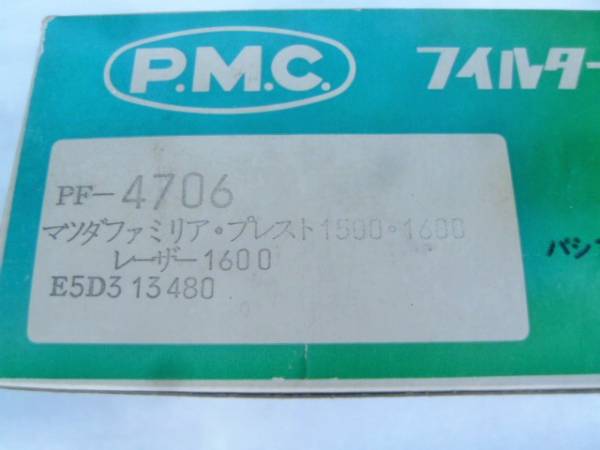 P.M.C.
フイルター
PF-4706
マツダファミリア・プレスト1500・1600
レーザー1600
E5D3 13480
パシ